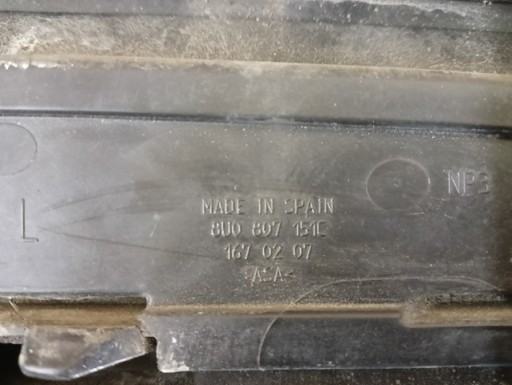 MADE IN SPAIN
8U0 807 151E
167 02 07
>ASA<
L
NP3